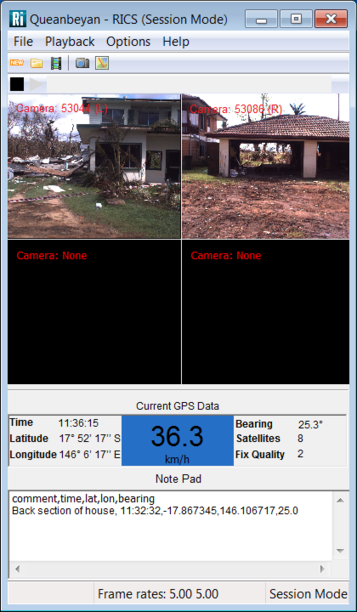 Ri Queanbeyan - RICS (Session Mode)
File Playback Options Help
NEW
Camera: 53086 (R)
Camera: None Camera: None
Current GPS Data
Time 11:36:15
Latitude 17° 52' 17'' S
Longitude 146° 6' 17'' E
36.3
km/h
Bearing 25.3°
Satellites 8
Fix Quality 2
Note Pad
comment,time,lat,lon,bearing
Back section of house, 11:32:32,-17.867345,146.106717,25.0
Frame rates: 5.00 5.00 Session Mode